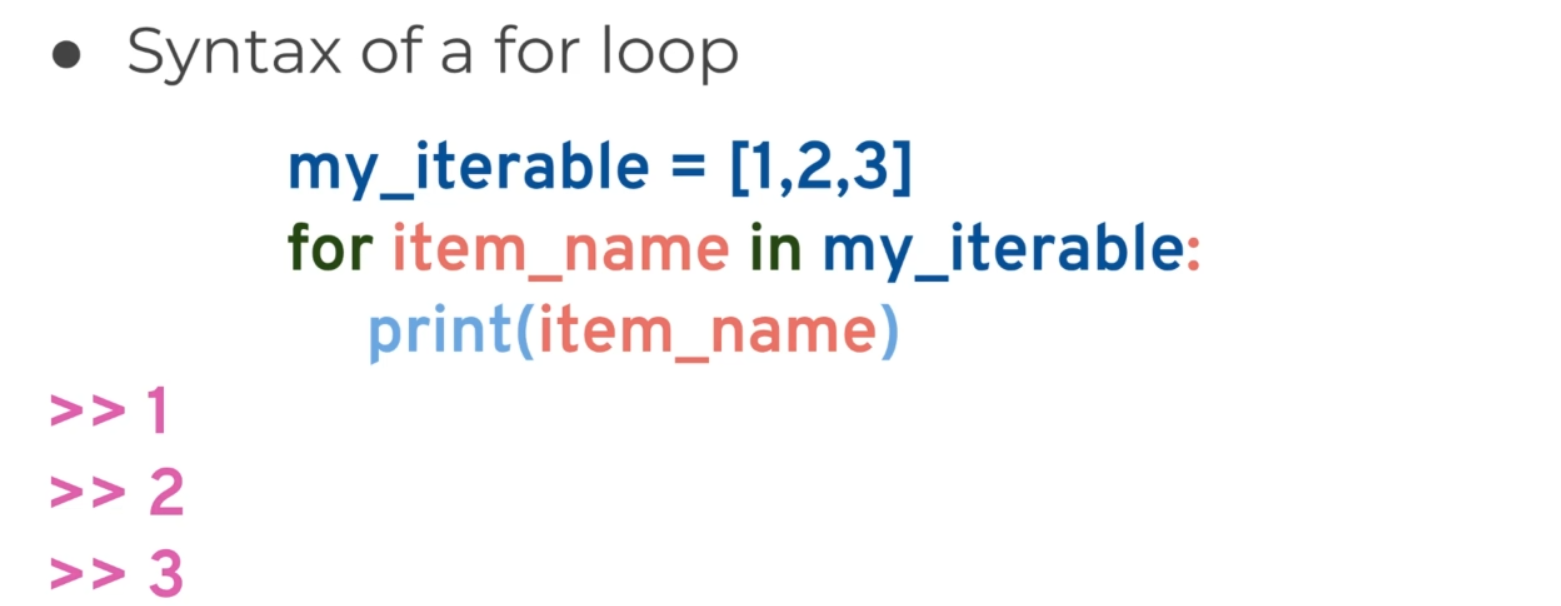 ● Syntax of a for loop
my_iterable = [1,2,3]
for item_name in my_iterable:
print(item_name)
>> 1
>> 2
>> 3